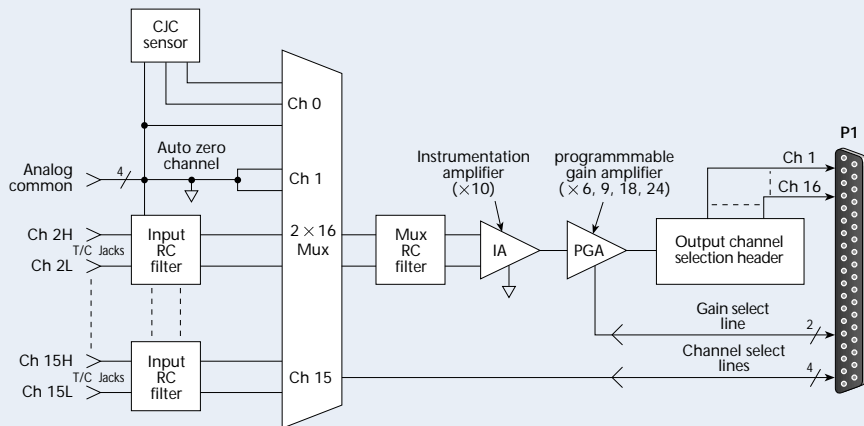 CJC
sensor
Ch 0
P1
Auto zero
channel
Instrumentation
amplifier
(×10)
programmmable
gain amplifier
(×6, 9, 18, 24)
Ch 1
Analog
common
4
Ch 1
Ch 16
Ch 2H
T/C Jacks
Ch 2L
Input
RC
filter
2 × 16
Mux
Mux
RC
filter
IA
PGA
Output channel
selection header
Gain select
line
2
Ch 15H
T/C Jacks
Ch 15L
Input
RC
filter
Ch 15
Channel select
lines
4